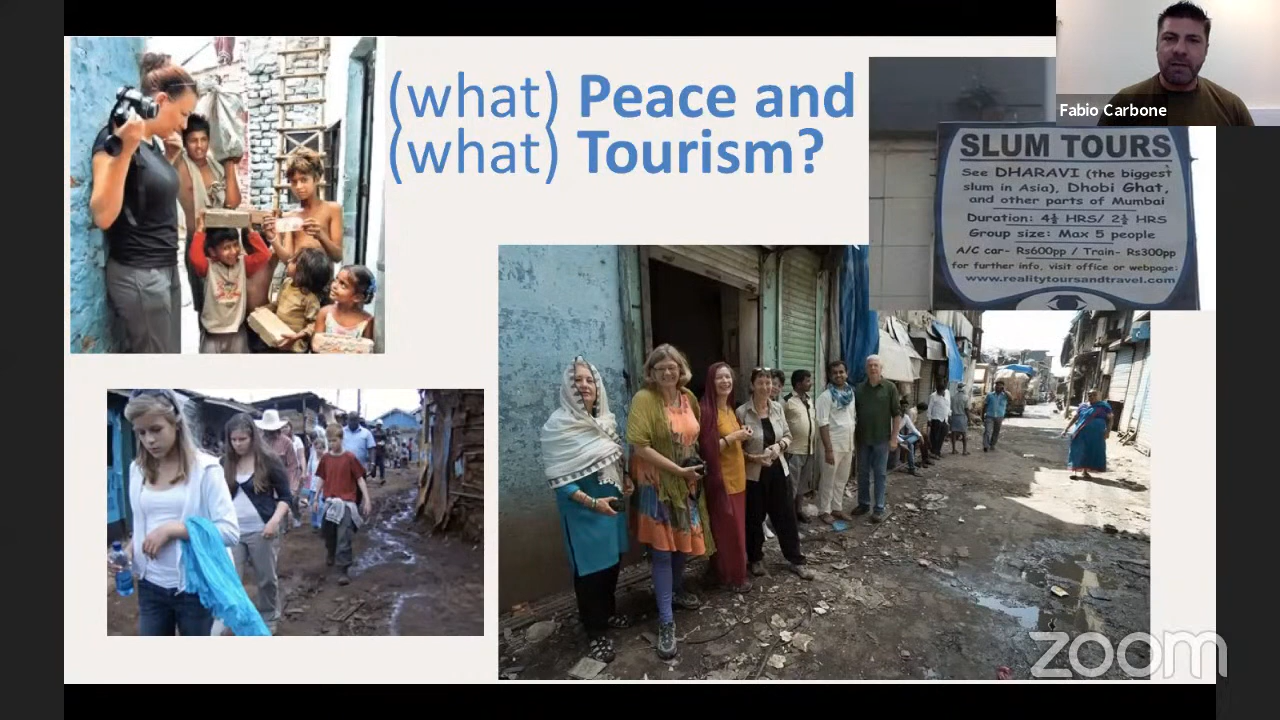 (what) Peace and
(what) Tourism?
Fabio Carbone
SLUM TOURS
See DHARAVI (the biggest
slum in Asia), Dhobi Ghat,
and other parts of Mumbai
Duration: 4½ HRS/ 2½ HRS
Group size: Max 5 people
A/C car- Rs600pp / Train- Rs300pp
for further info, visit office or webpage:
www.realitytoursandtravel.com
zoom